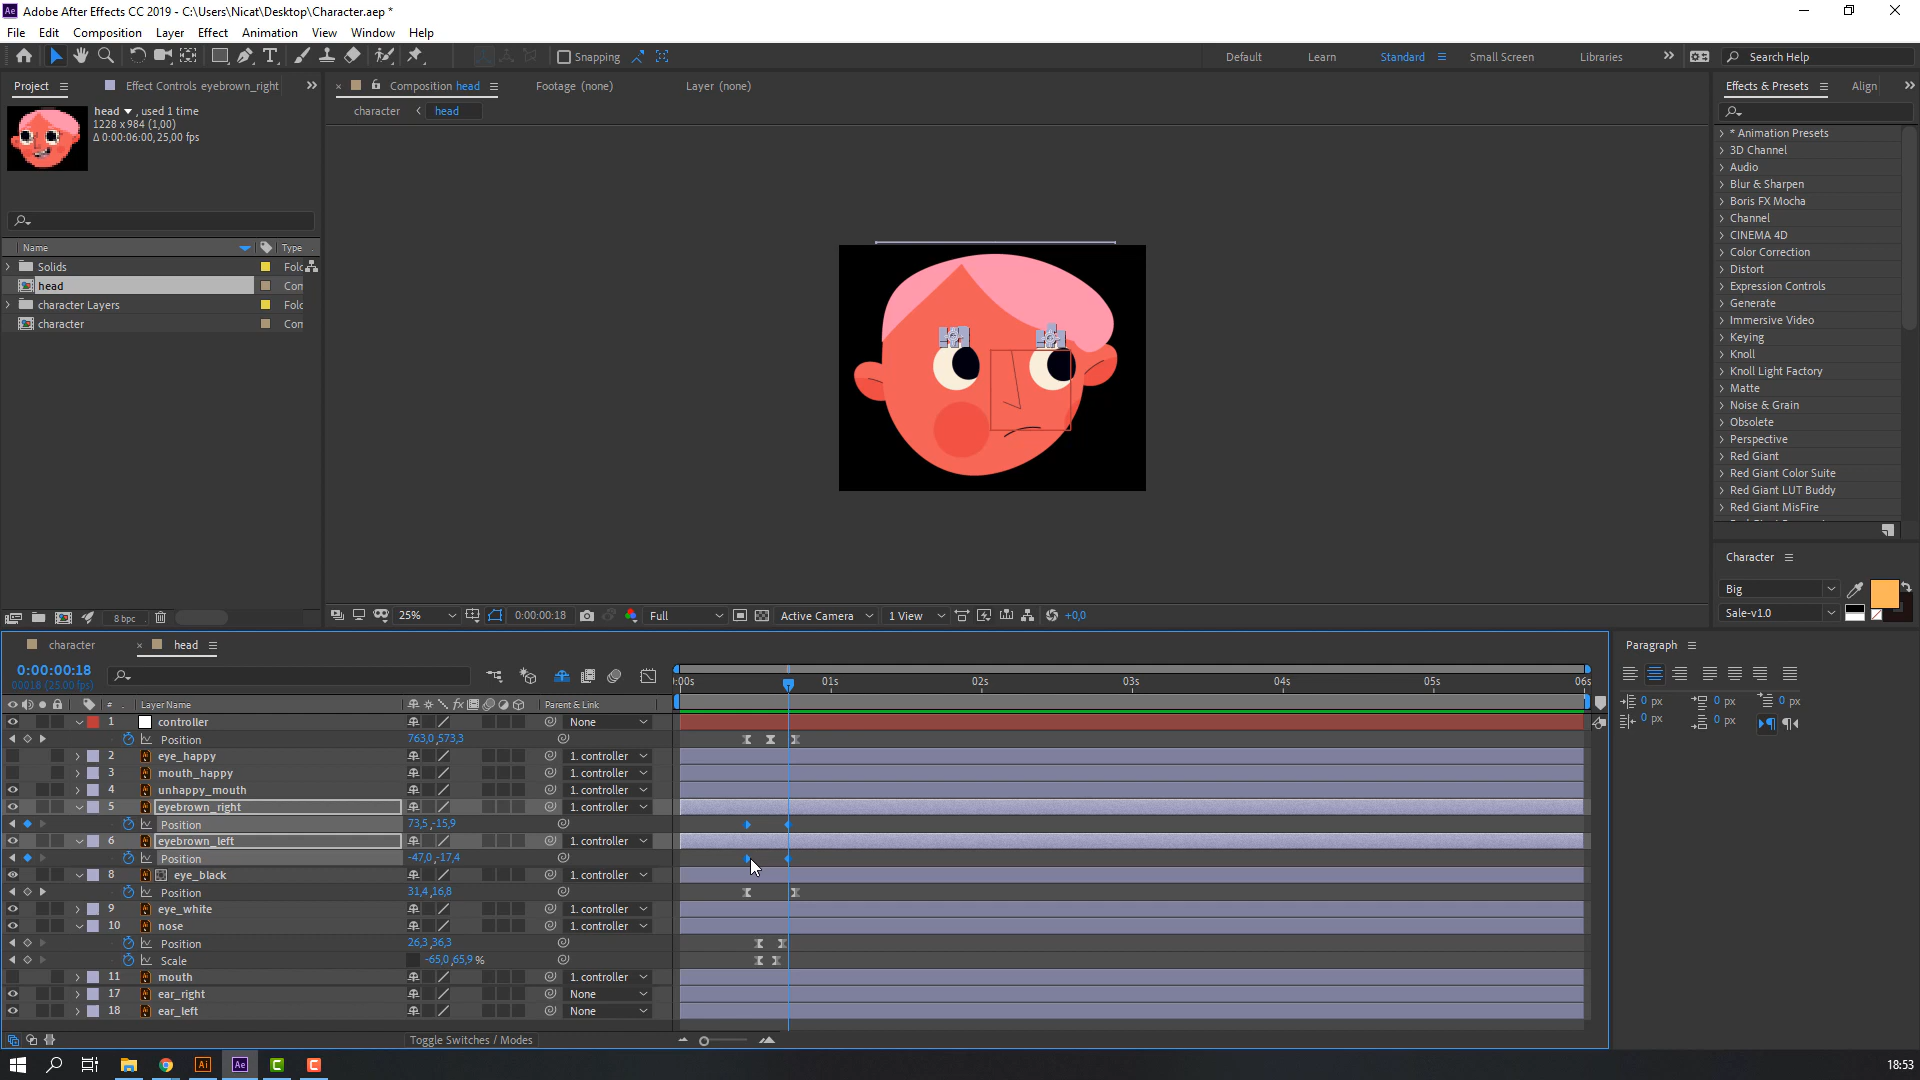 Adobe After Effects CC 2019 - C:\Users\Nicat\Desktop\Character.aep *
File Edit Composition Layer Effect Animation View Window Help
Snapping
Default Learn Standard Small Screen Libraries Search Help
Project Effect Controls eyebrown_right
head , used 1 time
1228 x 984 (1,00)
Δ 0:00:06:00, 25,00 fps
Name Type
Solids
head
character Layers
character
8 bpc
Composition head Footage (none) Layer (none)
character head
25% 0:00:00:18 Full Active Camera 1 View +0,0
Effects & Presets Align
* Animation Presets
3D Channel
Audio
Blur & Sharpen
Boris FX Mocha
Channel
CINEMA 4D
Color Correction
Distort
Expression Controls
Generate
Immersive Video
Keying
Knoll
Knoll Light Factory
Matte
Noise & Grain
Obsolete
Perspective
Red Giant
Red Giant Color Suite
Red Giant LUT Buddy
Red Giant MisFire
Character
Big
Sale-v1.0
Paragraph
0 px 0 px 0 px
0 px 0 px
character head
0:00:00:18
00018 (25.00 fps)
:00s 01s 02s 03s 04s 05s 06s
# Layer Name Parent & Link
1 controller None
Position 763,0,573,3
2 eye_happy 1. controller
3 mouth_happy 1. controller
4 unhappy_mouth 1. controller
5 eyebrown_right 1. controller
Position 73,5,-15,9
6 eyebrown_left 1. controller
Position -47,0,-17,4
8 eye_black 1. controller
Position 31,4,16,8
9 eye_white 1. controller
10 nose 1. controller
Position 26,3,36,3
Scale -65,0,65,9 %
11 mouth 1. controller
17 ear_right None
18 ear_left None
Toggle Switches / Modes
18:53